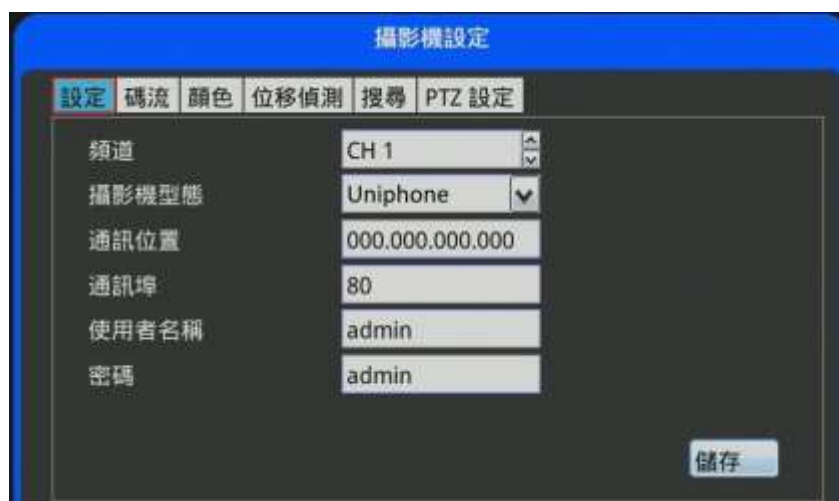 攝影機設定
設定 碼流 顏色 位移偵測 搜尋 PTZ 設定
頻道 CH 1
攝影機型態 Uniphone
通訊位置 000.000.000.000
通訊埠 80
使用者名稱 admin
密碼 admin
儲存